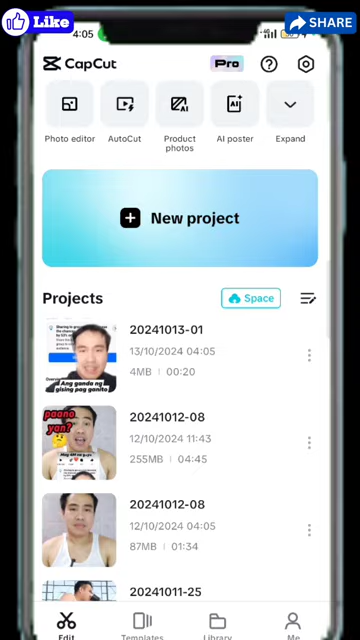 Like
SHARE
4:05
CapCut
Pro
Photo editor
AutoCut
Product
photos
AI poster
Expand
New project
Projects
Space
20241013-01
13/10/2024 04:05
4MB | 00:20
Ang ganda ng
gising pag ganito
20241012-08
12/10/2024 11:43
255MB | 04:45
paano
yan?
20241012-08
12/10/2024 04:05
87MB | 01:34
20241011-25
Edit
Templates
Library
Me